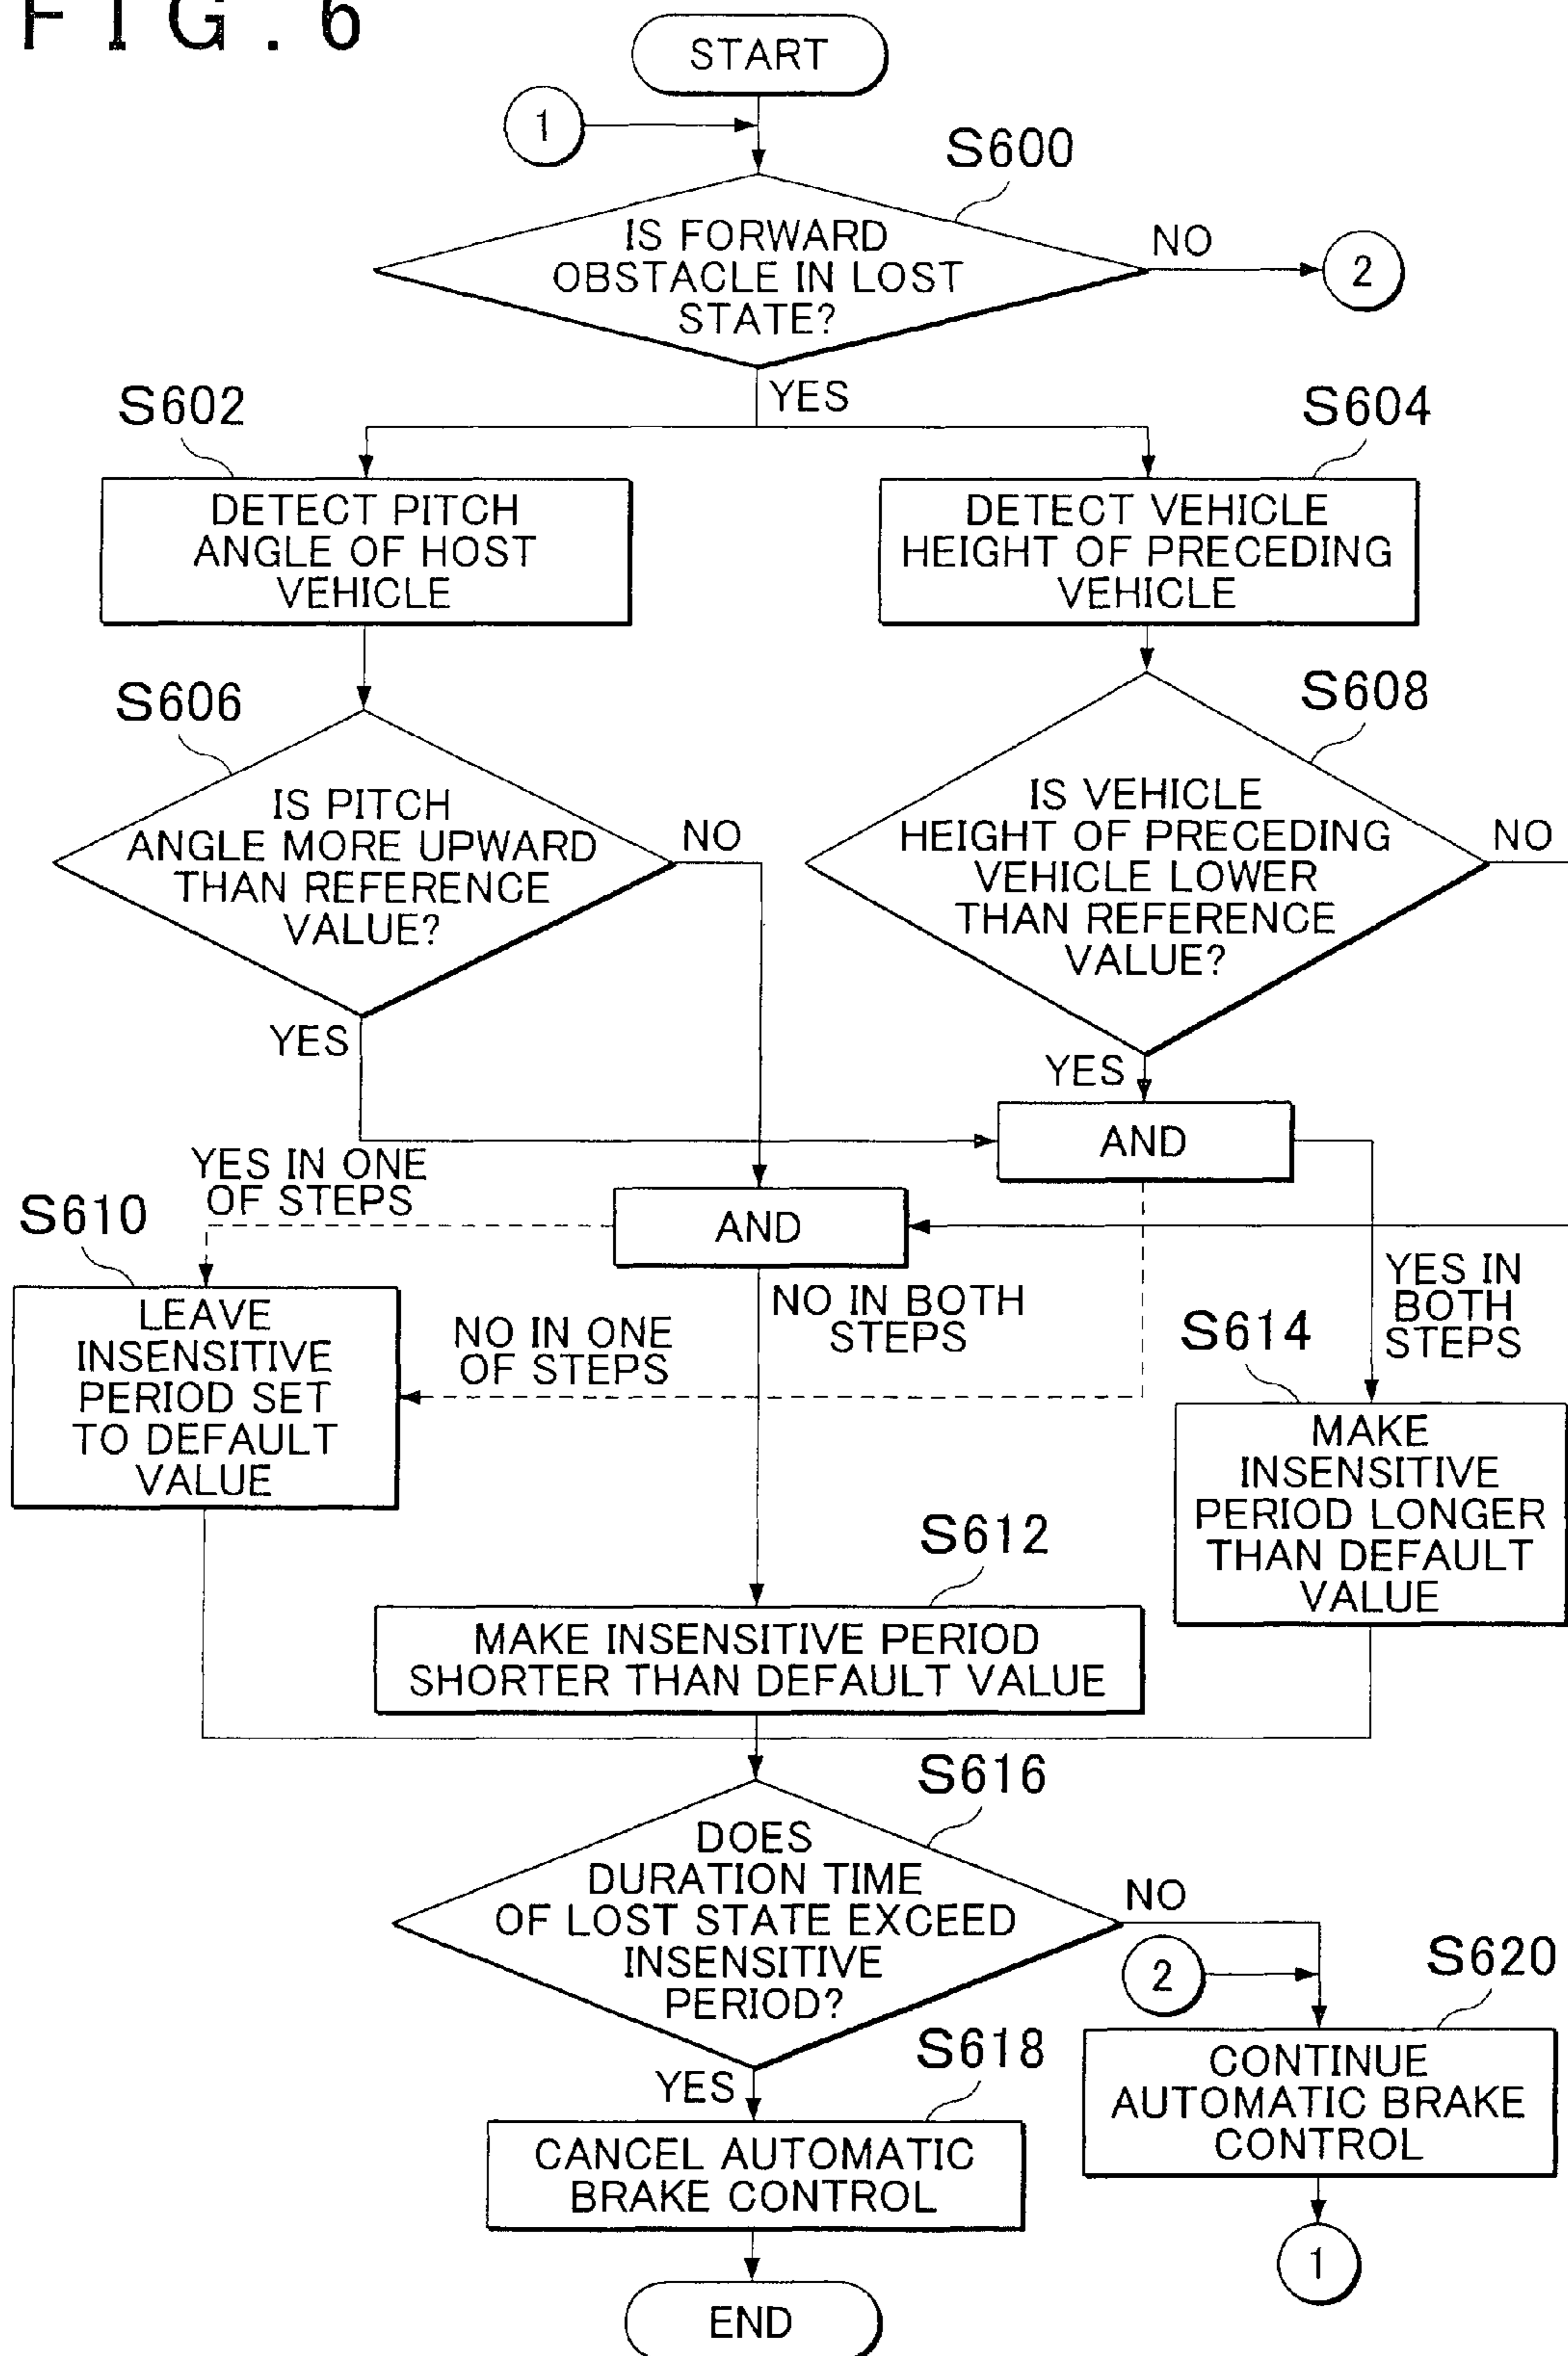 FIG. 6
START
1
S600
IS FORWARD
OBSTACLE IN LOST
STATE?
NO
2
YES
S602
DETECT PITCH
ANGLE OF HOST
VEHICLE
S604
DETECT VEHICLE
HEIGHT OF PRECEDING
VEHICLE
S606
IS PITCH
ANGLE MORE UPWARD
THAN REFERENCE
VALUE?
NO
YES
S608
IS VEHICLE
HEIGHT OF PRECEDING
VEHICLE LOWER
THAN REFERENCE
VALUE?
NO
YES
AND
YES IN ONE
OF STEPS
AND
S610
LEAVE
INSENSITIVE
PERIOD SET
TO DEFAULT
VALUE
NO IN ONE
OF STEPS
NO IN BOTH
STEPS
YES IN
BOTH
STEPS
S614
MAKE
INSENSITIVE
PERIOD LONGER
THAN DEFAULT
VALUE
S612
MAKE INSENSITIVE PERIOD
SHORTER THAN DEFAULT VALUE
S616
DOES
DURATION TIME
OF LOST STATE EXCEED
INSENSITIVE
PERIOD?
NO
2
S620
CONTINUE
AUTOMATIC BRAKE
CONTROL
1
YES
S618
CANCEL AUTOMATIC
BRAKE CONTROL
END